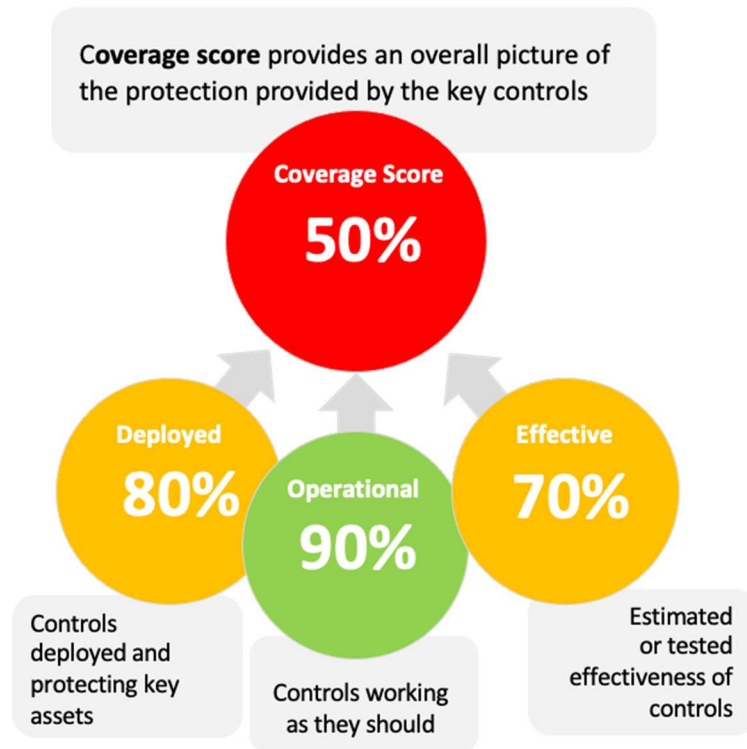 Coverage score provides an overall picture of
the protection provided by the key controls
Coverage Score
50%
Deployed
80%
Operational
90%
Effective
70%
Controls
deployed and
protecting key
assets
Controls working
as they should
Estimated
or tested
effectiveness of
controls